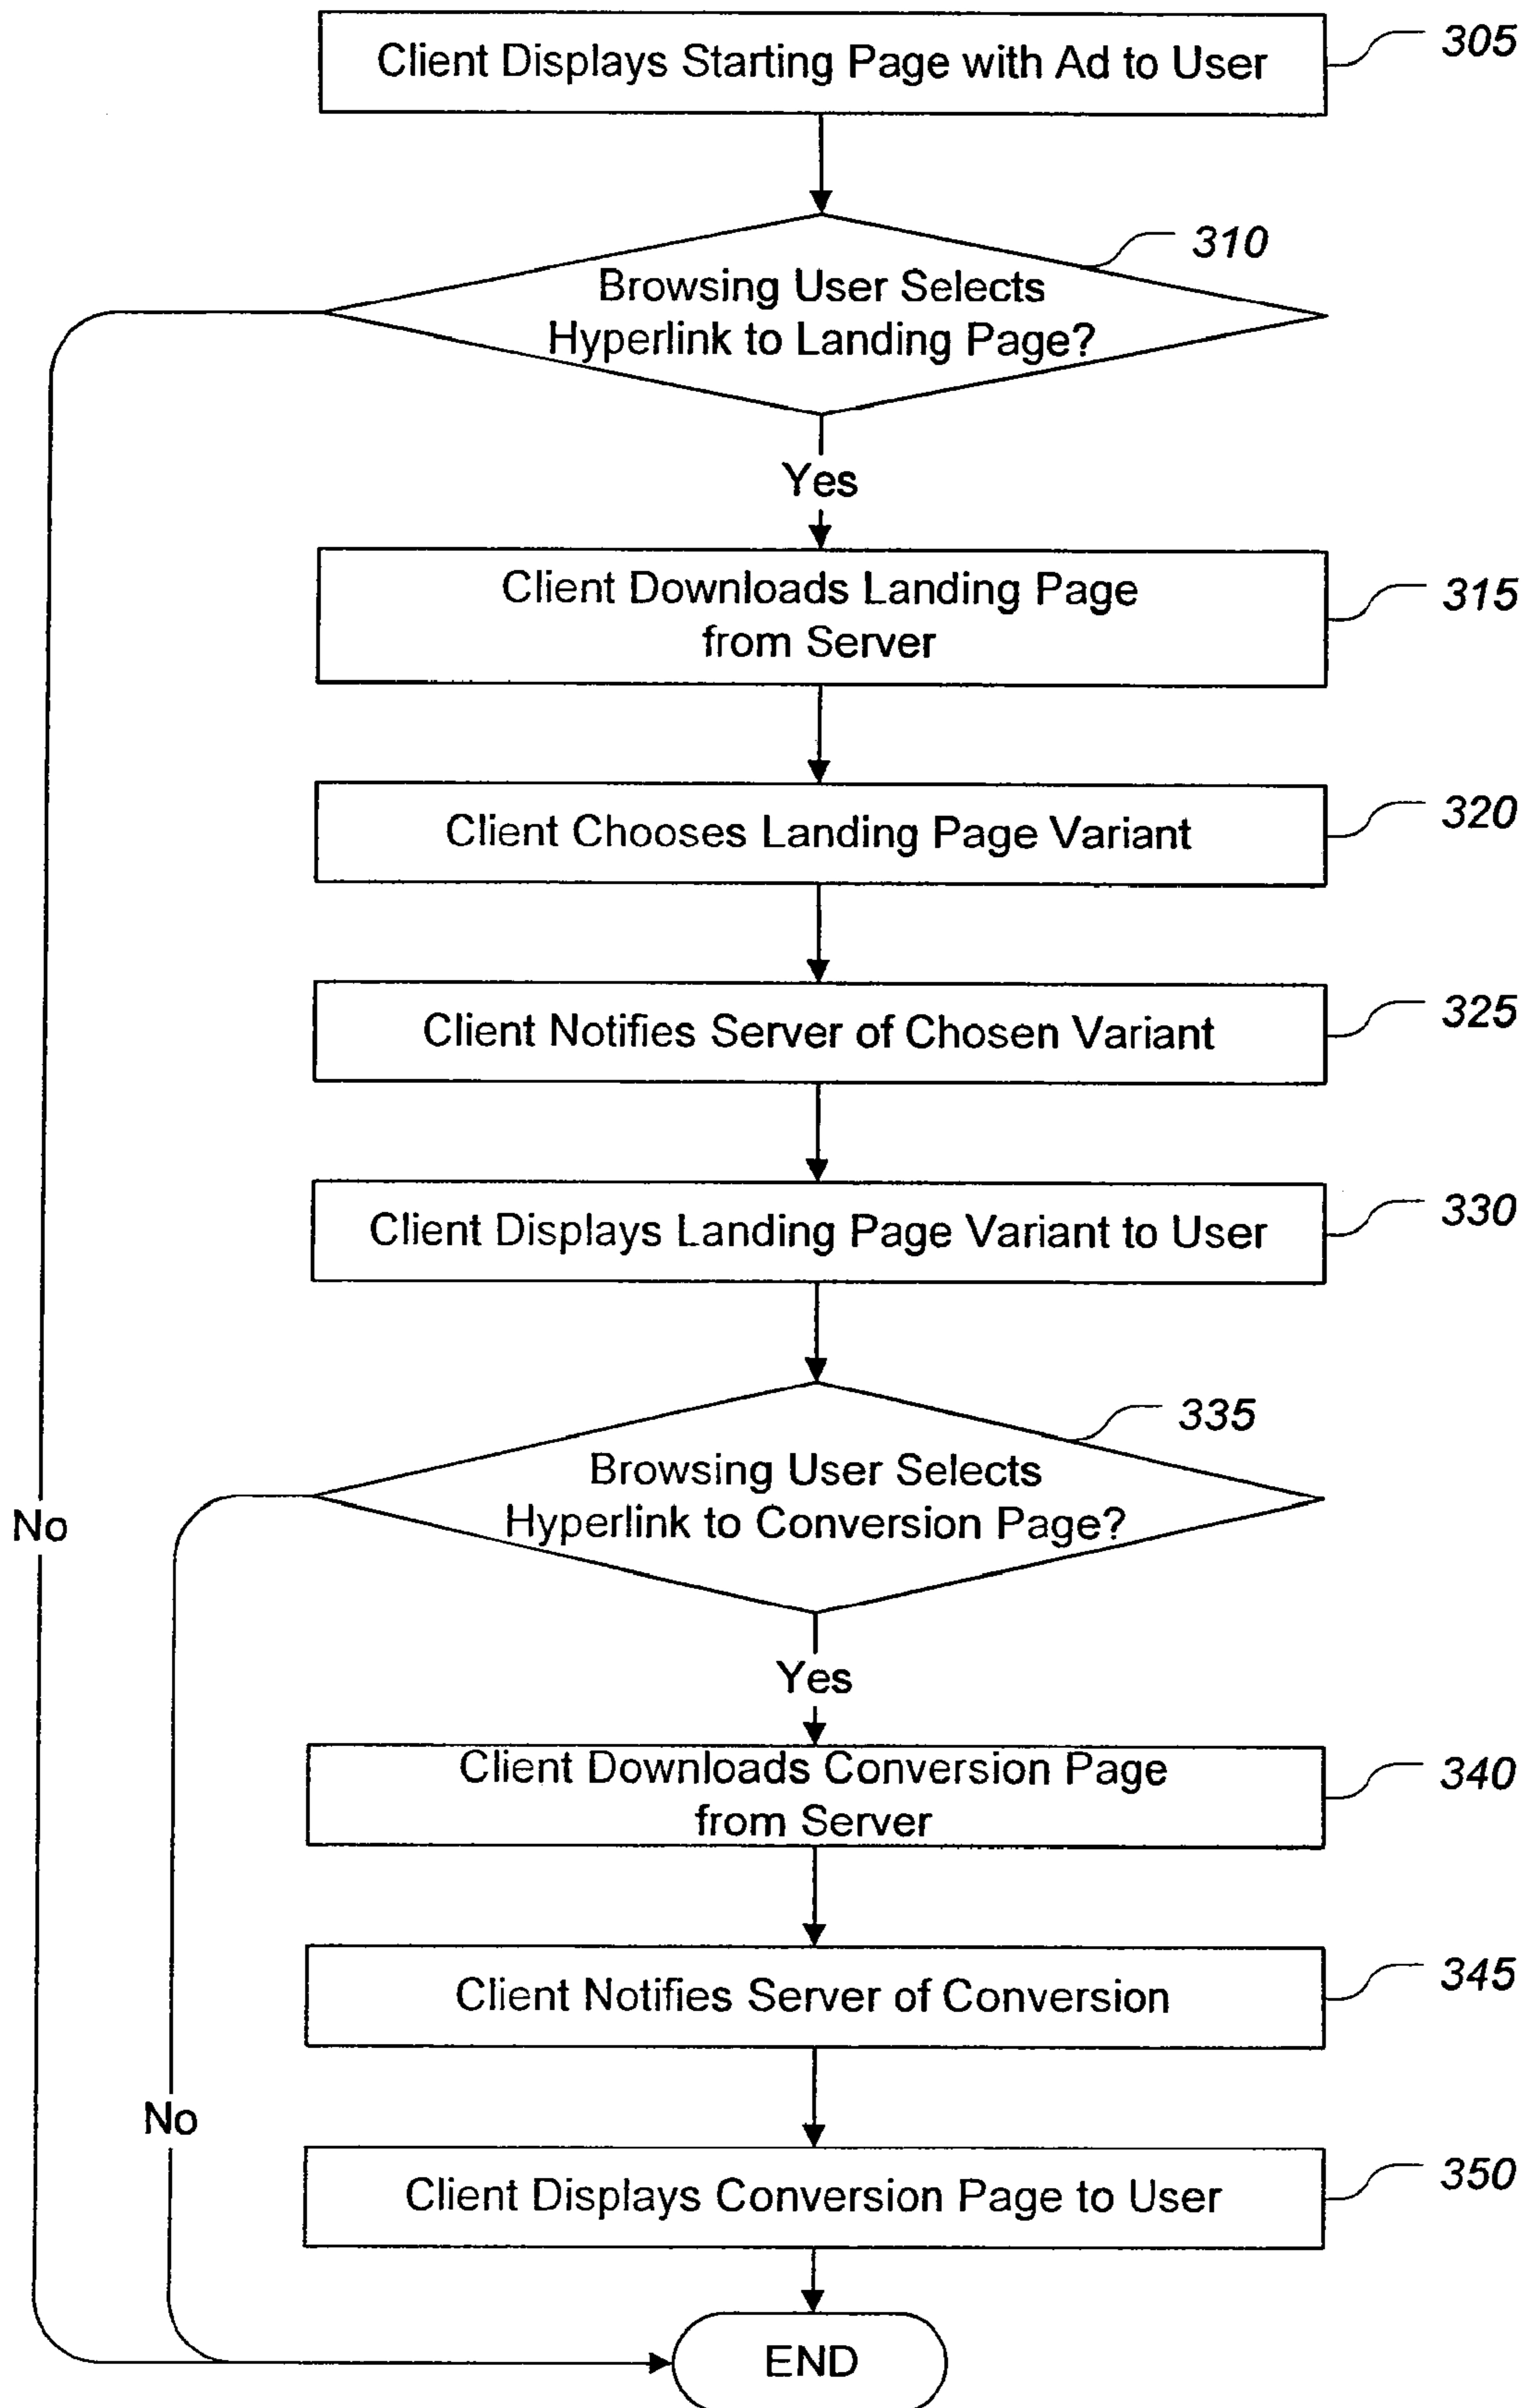 Client Displays Starting Page with Ad to User
305
310
Browsing User Selects
Hyperlink to Landing Page?
Yes
Client Downloads Landing Page
from Server
315
Client Chooses Landing Page Variant
320
Client Notifies Server of Chosen Variant
325
Client Displays Landing Page Variant to User
330
335
Browsing User Selects
Hyperlink to Conversion Page?
No
Yes
Client Downloads Conversion Page
from Server
340
Client Notifies Server of Conversion
345
No
Client Displays Conversion Page to User
350
END